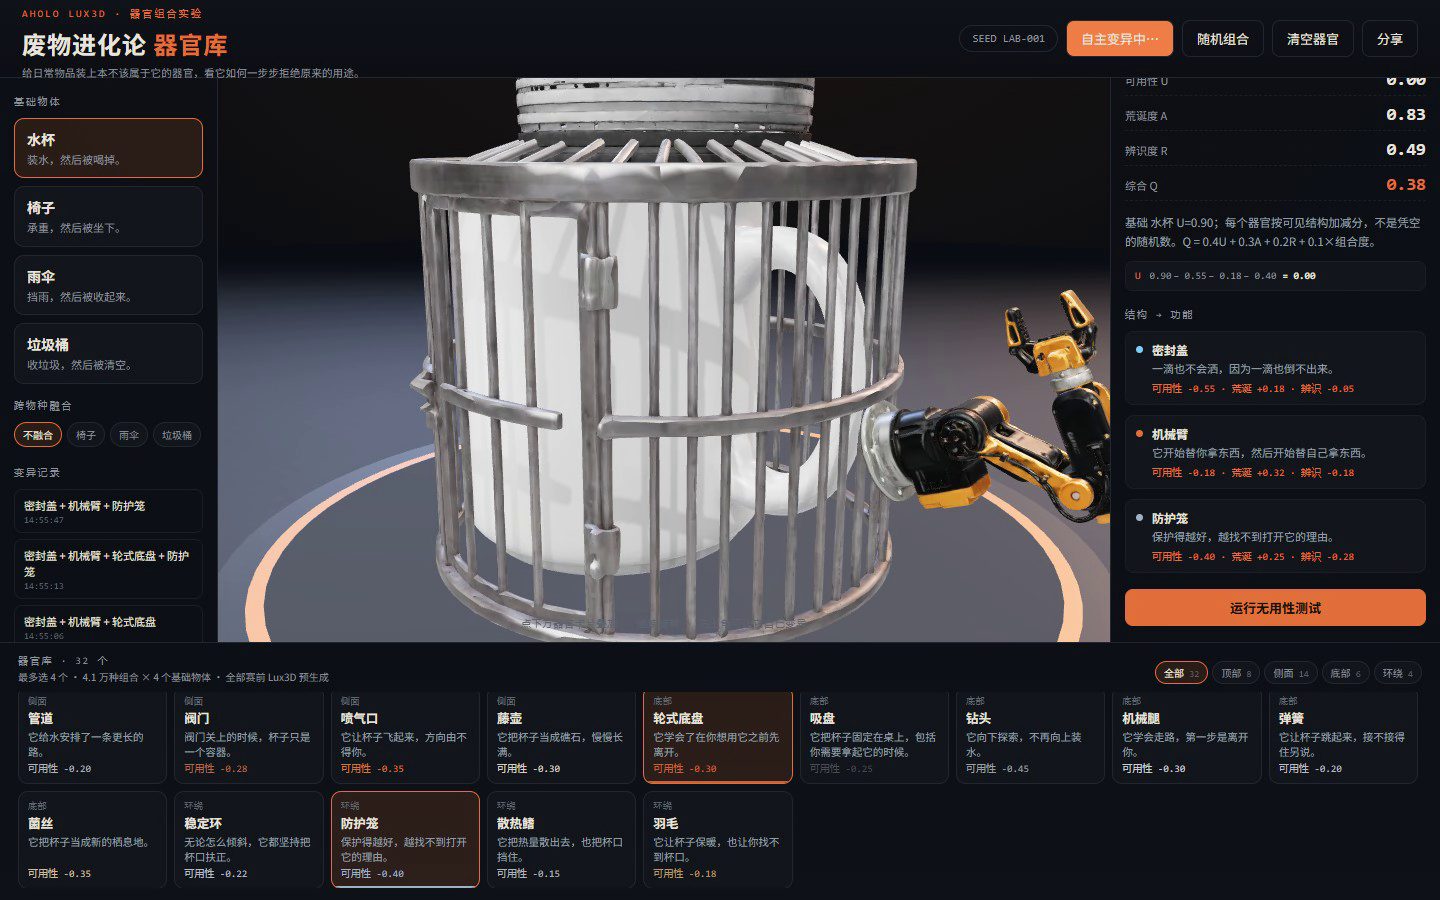 AHOLO LUX3D · 器官组合实验
废物进化论 器官库
给日常物品装上本不该属于它的器官，看它如何一步步拒绝原来的用途。
SEED LAB-001
自主变异中…
随机组合
清空器官
分享
基础物体
水杯
装水，然后被喝掉。
椅子
承重，然后被坐下。
雨伞
挡雨，然后被收起来。
垃圾桶
收垃圾，然后被清空。
跨物种融合
不融合
椅子
雨伞
垃圾桶
变异记录
密封盖＋机械臂＋防护笼
14:55:47
密封盖＋机械臂＋轮式底盘＋防护
笼
14:55:13
密封盖＋机械臂＋轮式底盘
14:55:06
可用性 U
0.00
荒诞度 A
0.83
辨识度 R
0.49
综合 Q
0.38
基础 水杯 U=0.90；每个器官按可见结构加减分，不是凭空
的随机数。Q = 0.4U + 0.3A + 0.2R + 0.1×组合度。
U 0.90 − 0.55 − 0.18 − 0.40 = 0.00
结构 → 功能
密封盖
一滴也不会洒，因为一滴也倒不出来。
可用性 -0.55 · 荒诞 +0.18 · 辨识 -0.05
机械臂
它开始替你拿东西，然后开始替自己拿东西。
可用性 -0.18 · 荒诞 +0.32 · 辨识 -0.18
防护笼
保护得越好，越找不到打开它的理由。
可用性 -0.40 · 荒诞 +0.25 · 辨识 -0.28
运行无用性测试
器官库 · 32 个
最多选 4 个 · 4.1 万种组合 × 4 个基础物体 · 全部赛前 Lux3D 预生成
全部 32
顶部 8
侧面 14
底部 6
环绕 4
侧面
管道
它给水安排了一条更长的
路。
可用性 -0.20
侧面
阀门
阀门关上的时候，杯子只是
一个容器。
可用性 -0.28
侧面
喷气口
它让杯子飞起来，方向由不
得你。
可用性 -0.35
侧面
藤壶
它把杯子当成礁石，慢慢长
满。
可用性 -0.30
底部
轮式底盘
它学会了在你想用它之前先
离开。
可用性 -0.30
底部
吸盘
它把杯子固定在桌上，包括
你需要拿起它的时候。
可用性 -0.25
底部
钻头
它向下探索，不再向上装
水。
可用性 -0.45
底部
机械腿
它学会走路，第一步是离开
你。
可用性 -0.30
底部
弹簧
它让杯子跳起来，接不接得
住另说。
可用性 -0.20
底部
菌丝
它把杯子当成新的栖息地。
可用性 -0.35
环绕
稳定环
无论怎么倾斜，它都坚持把
杯口扶正。
可用性 -0.22
环绕
防护笼
保护得越好，越找不到打开
它的理由。
可用性 -0.40
环绕
散热鳍
它把热量散出去，也把杯口
挡住。
可用性 -0.15
环绕
羽毛
它让杯子保暖，也让你找不
到杯口。
可用性 -0.18